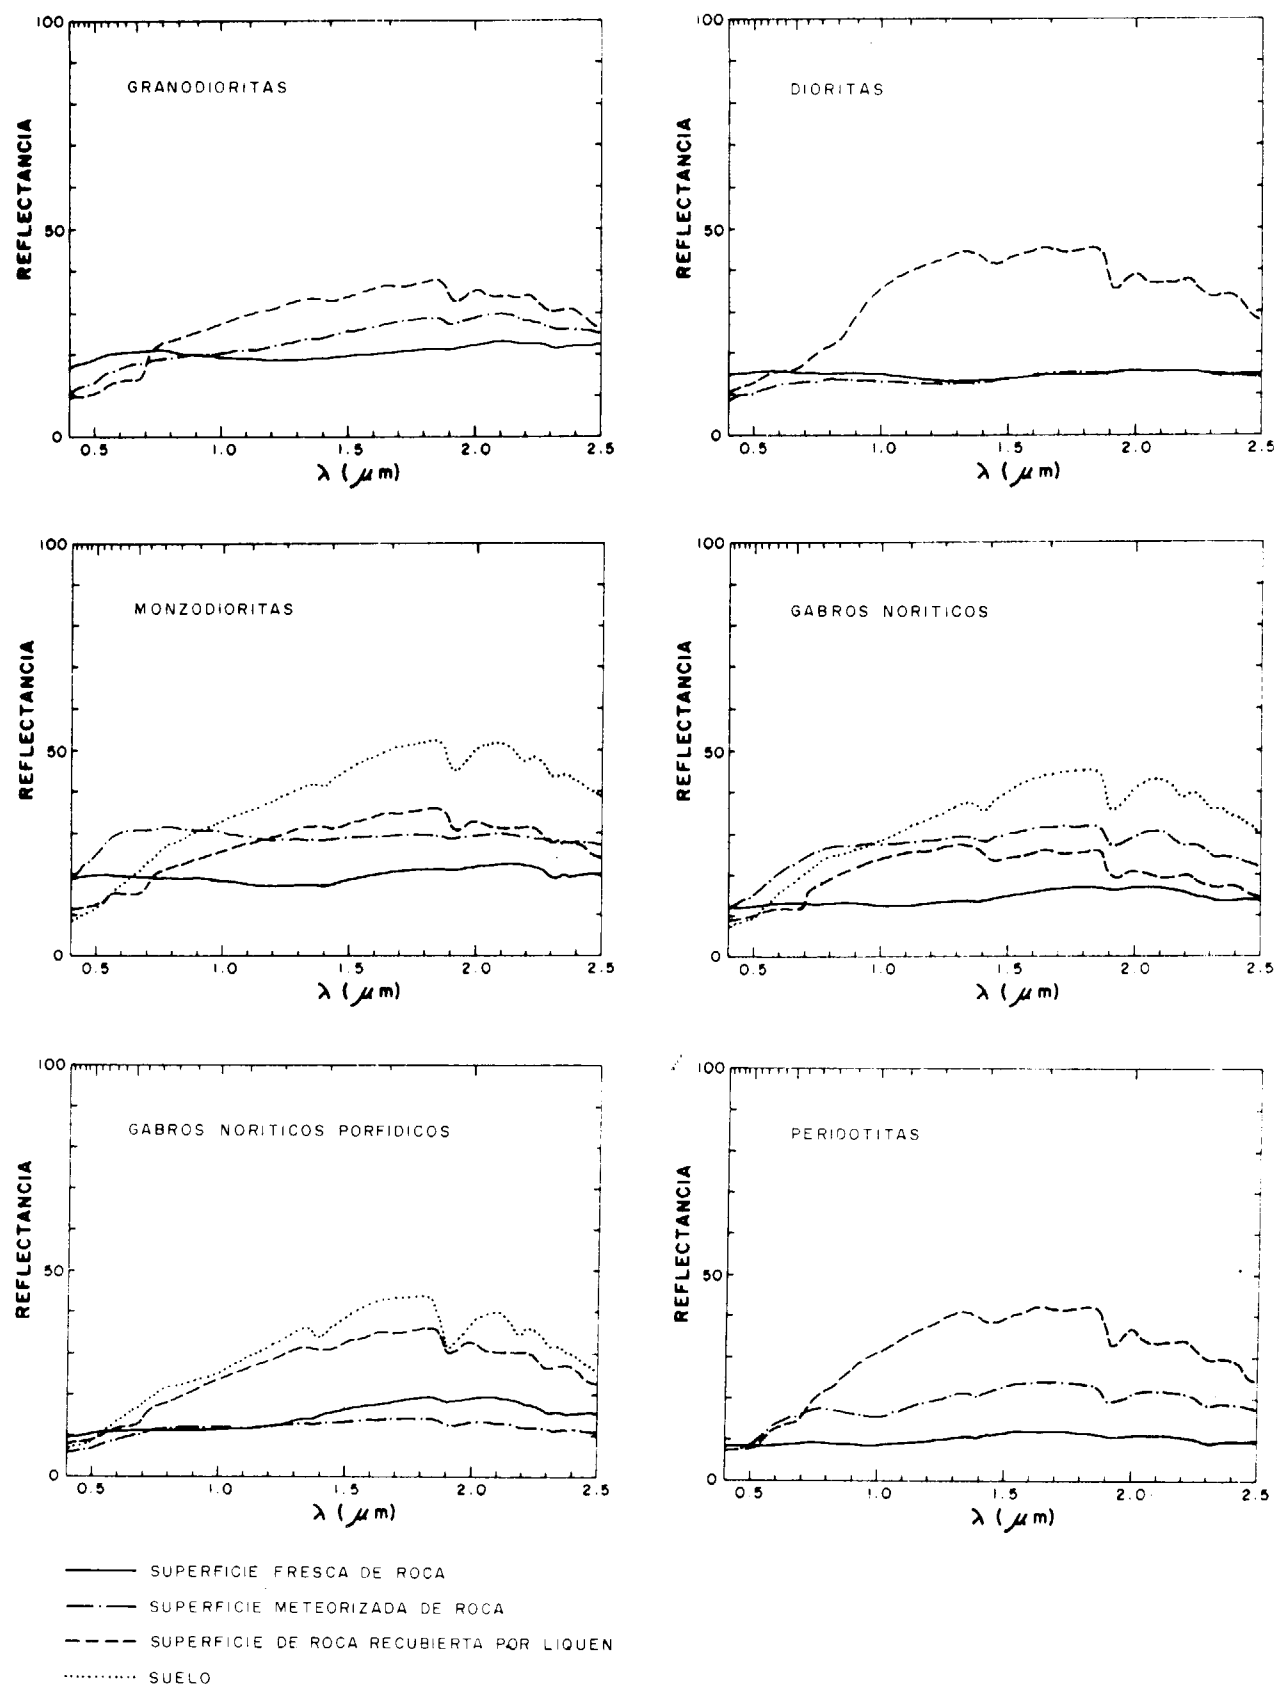 100
GRANODIORITAS
REFLECTANCIA
50
0
0.5 1.0 1.5 2.0 2.5
λ (μm)
100
DIORITAS
REFLECTANCIA
50
0
0.5 1.0 1.5 2.0 2.5
λ (μm)
100
MONZODIORITAS
REFLECTANCIA
50
0
0.5 1.0 1.5 2.0 2.5
λ (μm)
100
GABROS NORITICOS
REFLECTANCIA
50
0
0.5 1.0 1.5 2.0 2.5
λ (μm)
100
GABROS NORITICOS PORFIDICOS
REFLECTANCIA
50
0
0.5 1.0 1.5 2.0 2.5
λ (μm)
100
PERIDOTITAS
REFLECTANCIA
50
0
0.5 1.0 1.5 2.0 2.5
λ (μm)
SUPERFICIE FRESCA DE ROCA
SUPERFICIE METEORIZADA DE ROCA
SUPERFICIE DE ROCA RECUBIERTA POR LIQUEN
SUELO